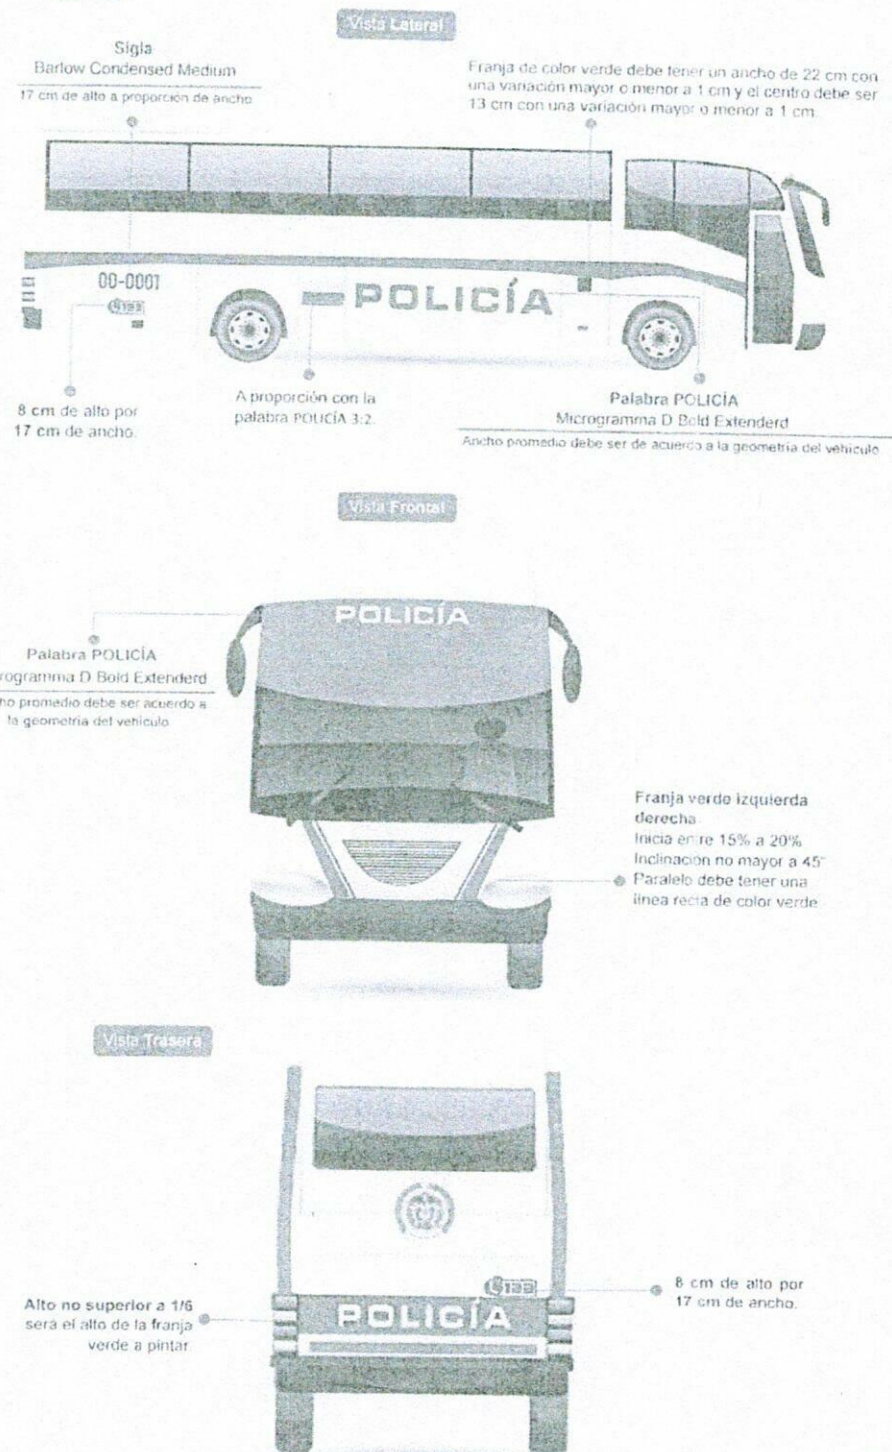 Vista Lateral
Sigla
Barlow Condensed Medium
17 cm de alto a proporción de ancho
Franja de color verde debe tener un ancho de 22 cm con
una variación mayor o menor a 1 cm y el centro debe ser
13 cm con una variación mayor o menor a 1 cm
00-0001
123
POLICÍA
8 cm de alto por
17 cm de ancho.
A proporción con la
palabra POLICÍA 3:2.
Palabra POLICÍA
Microgramma D Bold Extenderd
Ancho promedio debe ser de acuerdo a la geometría del vehículo
Vista Frontal
POLICÍA
Palabra POLICÍA
rogramma D Bold Extenderd
ho promedio debe ser acuerdo a
la geometría del vehículo
Franja verde izquierda
derecha
Inicia entre 15% a 20%
Inclinación no mayor a 45°
Paralelo debe tener una
línea recta de color verde
Vista Trasera
123
POLICÍA
8 cm de alto por
17 cm de ancho.
Alto no superior a 1/6
será el alto de la franja
verde a pintar